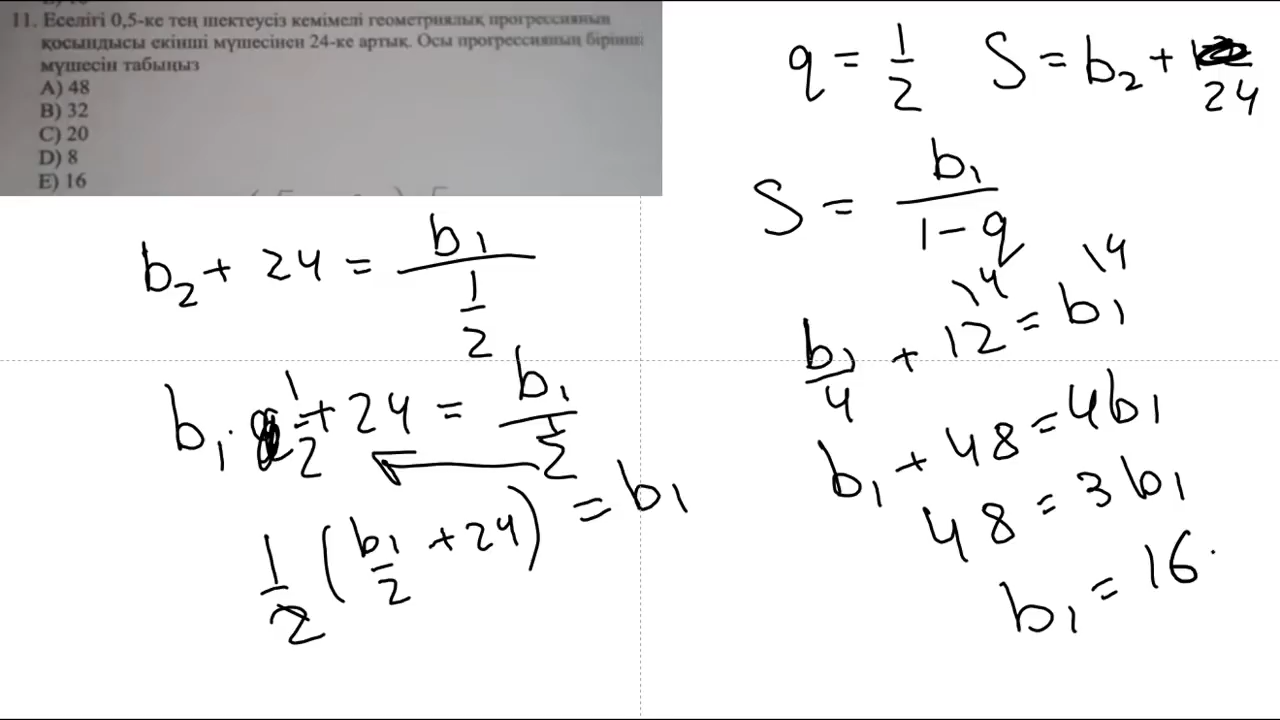 11. Еселігі 0,5-ке тең шектеусіз кемімелі геометриялық прогрессияның
қосындысы екінші мүшесінен 24-ке артық. Осы прогрессияның бірінші
мүшесін табыңыз
A) 48
B) 32
C) 20
D) 8
E) 16
q = 1/2 S = b₂ + 24
S = b₁/(1-q)
b₂ + 24 = b₁/(1/2)
b₁ · 1/2 + 24 = b₁/(1/2)
1/2 (b₁/2 + 24) = b₁
b₁/4 + 12\4 = b₁\4
b₁ + 48 = 4b₁
48 = 3b₁
b₁ = 16.